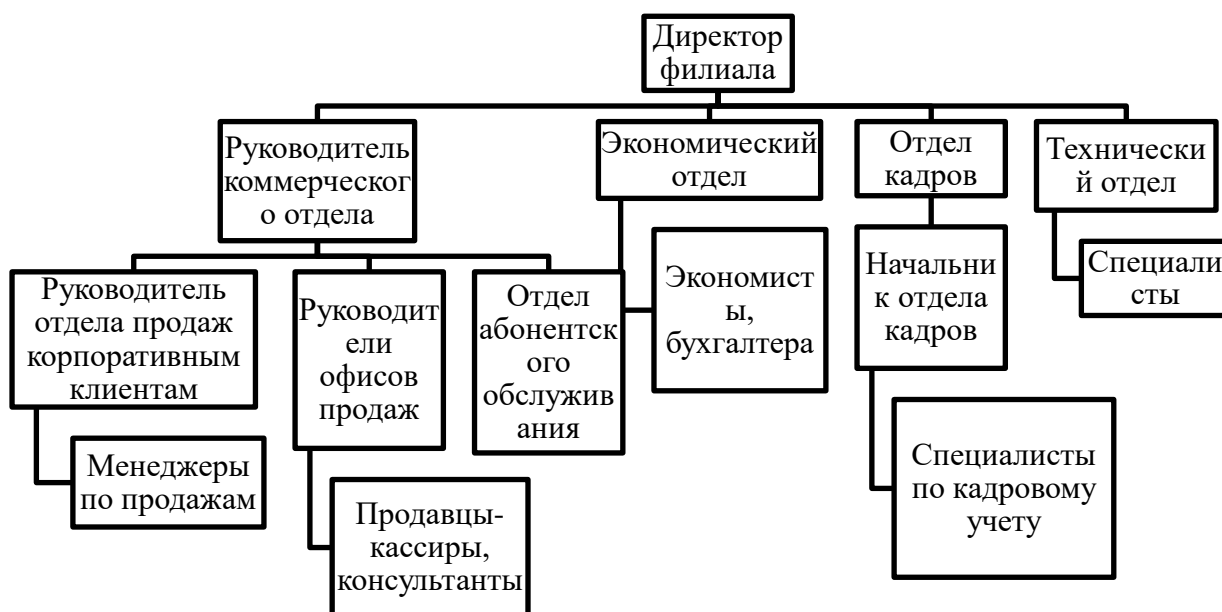 Директор
филиала
Руководитель
коммерческог
о отдела
Экономический
отдел
Отдел
кадров
Технически
й отдел
Руководитель
отдела продаж
корпоративным
клиентам
Руководит
ели
офисов
продаж
Отдел
абонентск
ого
обслужив
ания
Экономист
ы,
бухгалтера
Начальни
к отдела
кадров
Специали
сты
Менеджеры
по продажам
Продавцы-
кассиры,
консультанты
Специалисты
по кадровому
учету